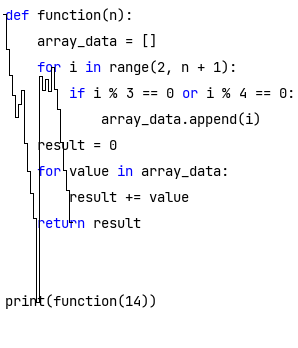 def function(n):
    array_data = []
    for i in range(2, n + 1):
        if i % 3 == 0 or i % 4 == 0:
            array_data.append(i)
    result = 0
    for value in array_data:
        result += value
    return result
print(function(14))